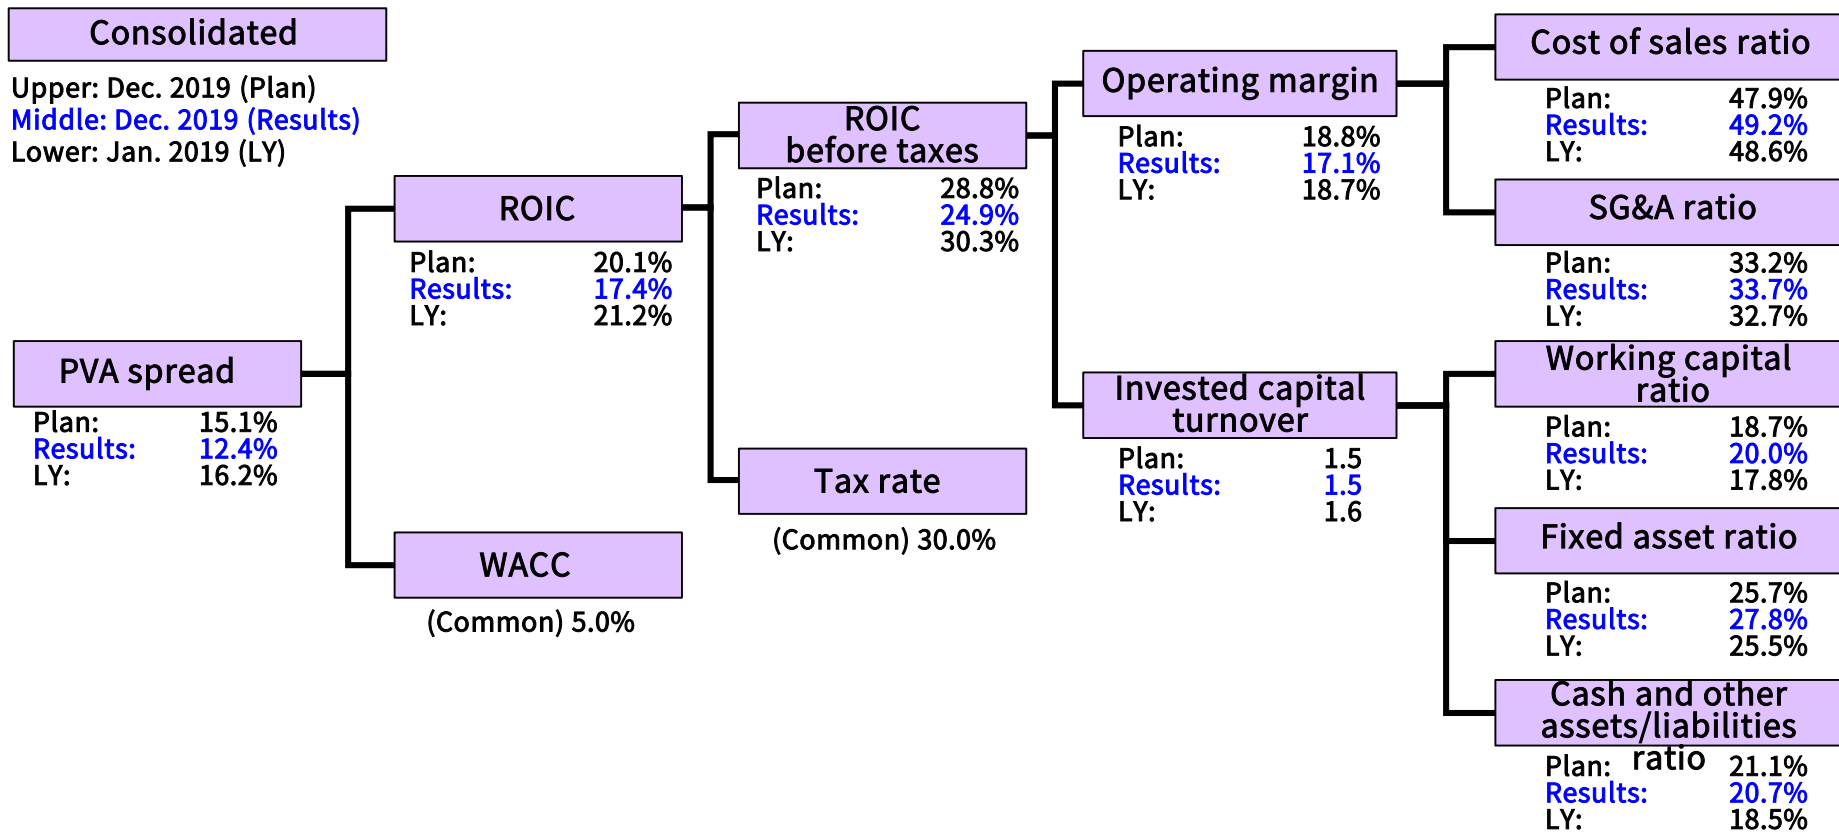 Consolidated
Upper: Dec. 2019 (Plan)
Middle: Dec. 2019 (Results)
Lower: Jan. 2019 (LY)
PVA spread
Plan: 15.1%
Results: 12.4%
LY: 16.2%
ROIC
Plan: 20.1%
Results: 17.4%
LY: 21.2%
WACC
(Common) 5.0%
ROIC
before taxes
Plan: 28.8%
Results: 24.9%
LY: 30.3%
Tax rate
(Common) 30.0%
Operating margin
Plan: 18.8%
Results: 17.1%
LY: 18.7%
Invested capital
turnover
Plan: 1.5
Results: 1.5
LY: 1.6
Cost of sales ratio
Plan: 47.9%
Results: 49.2%
LY: 48.6%
SG&A ratio
Plan: 33.2%
Results: 33.7%
LY: 32.7%
Working capital
ratio
Plan: 18.7%
Results: 20.0%
LY: 17.8%
Fixed asset ratio
Plan: 25.7%
Results: 27.8%
LY: 25.5%
Cash and other
assets/liabilities
ratio
Plan: 21.1%
Results: 20.7%
LY: 18.5%